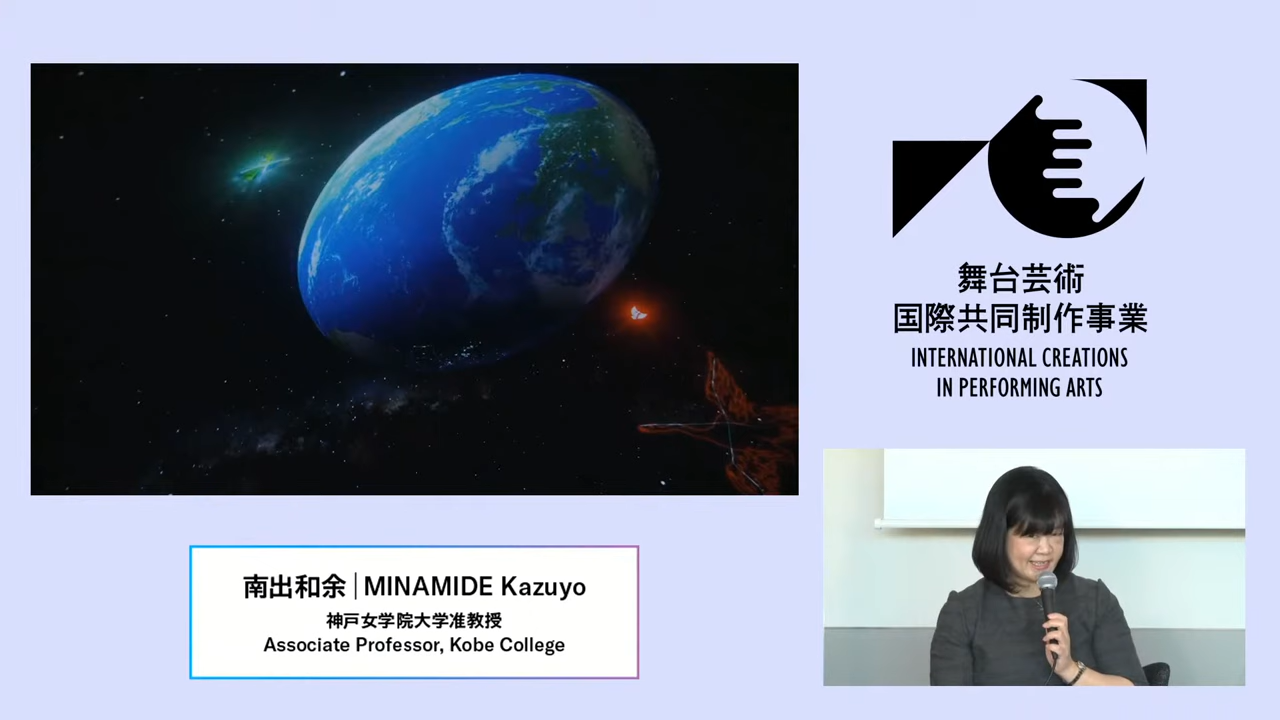 舞台芸術
国際共同制作事業
INTERNATIONAL CREATIONS
IN PERFORMING ARTS
南出和余|MINAMIDE Kazuyo
神戸女学院大学准教授
Associate Professor, Kobe College